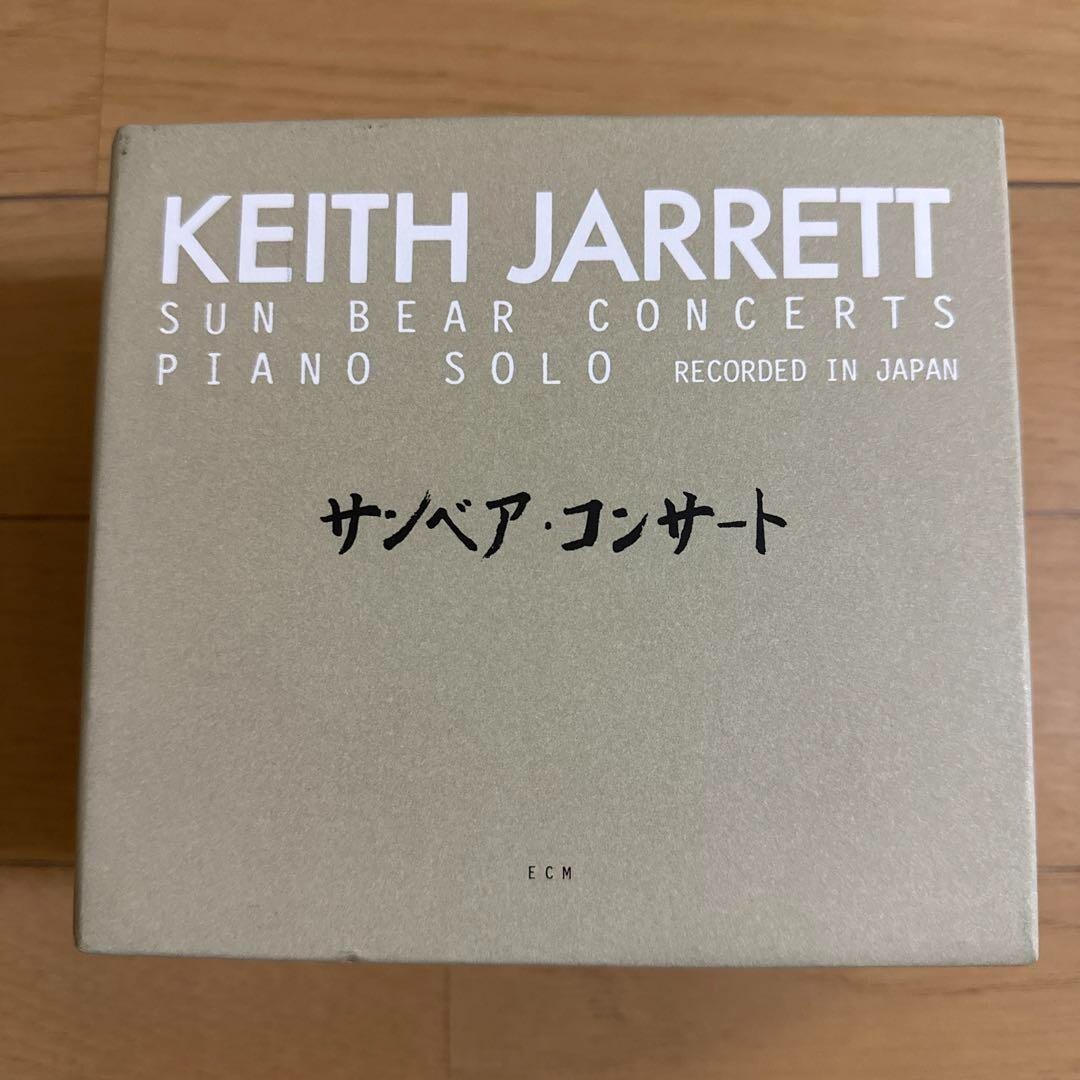 KEITH JARRETT
SUN BEAR CONCERTS
PIANO SOLO RECORDED IN JAPAN
サンベア・コンサート
ECM